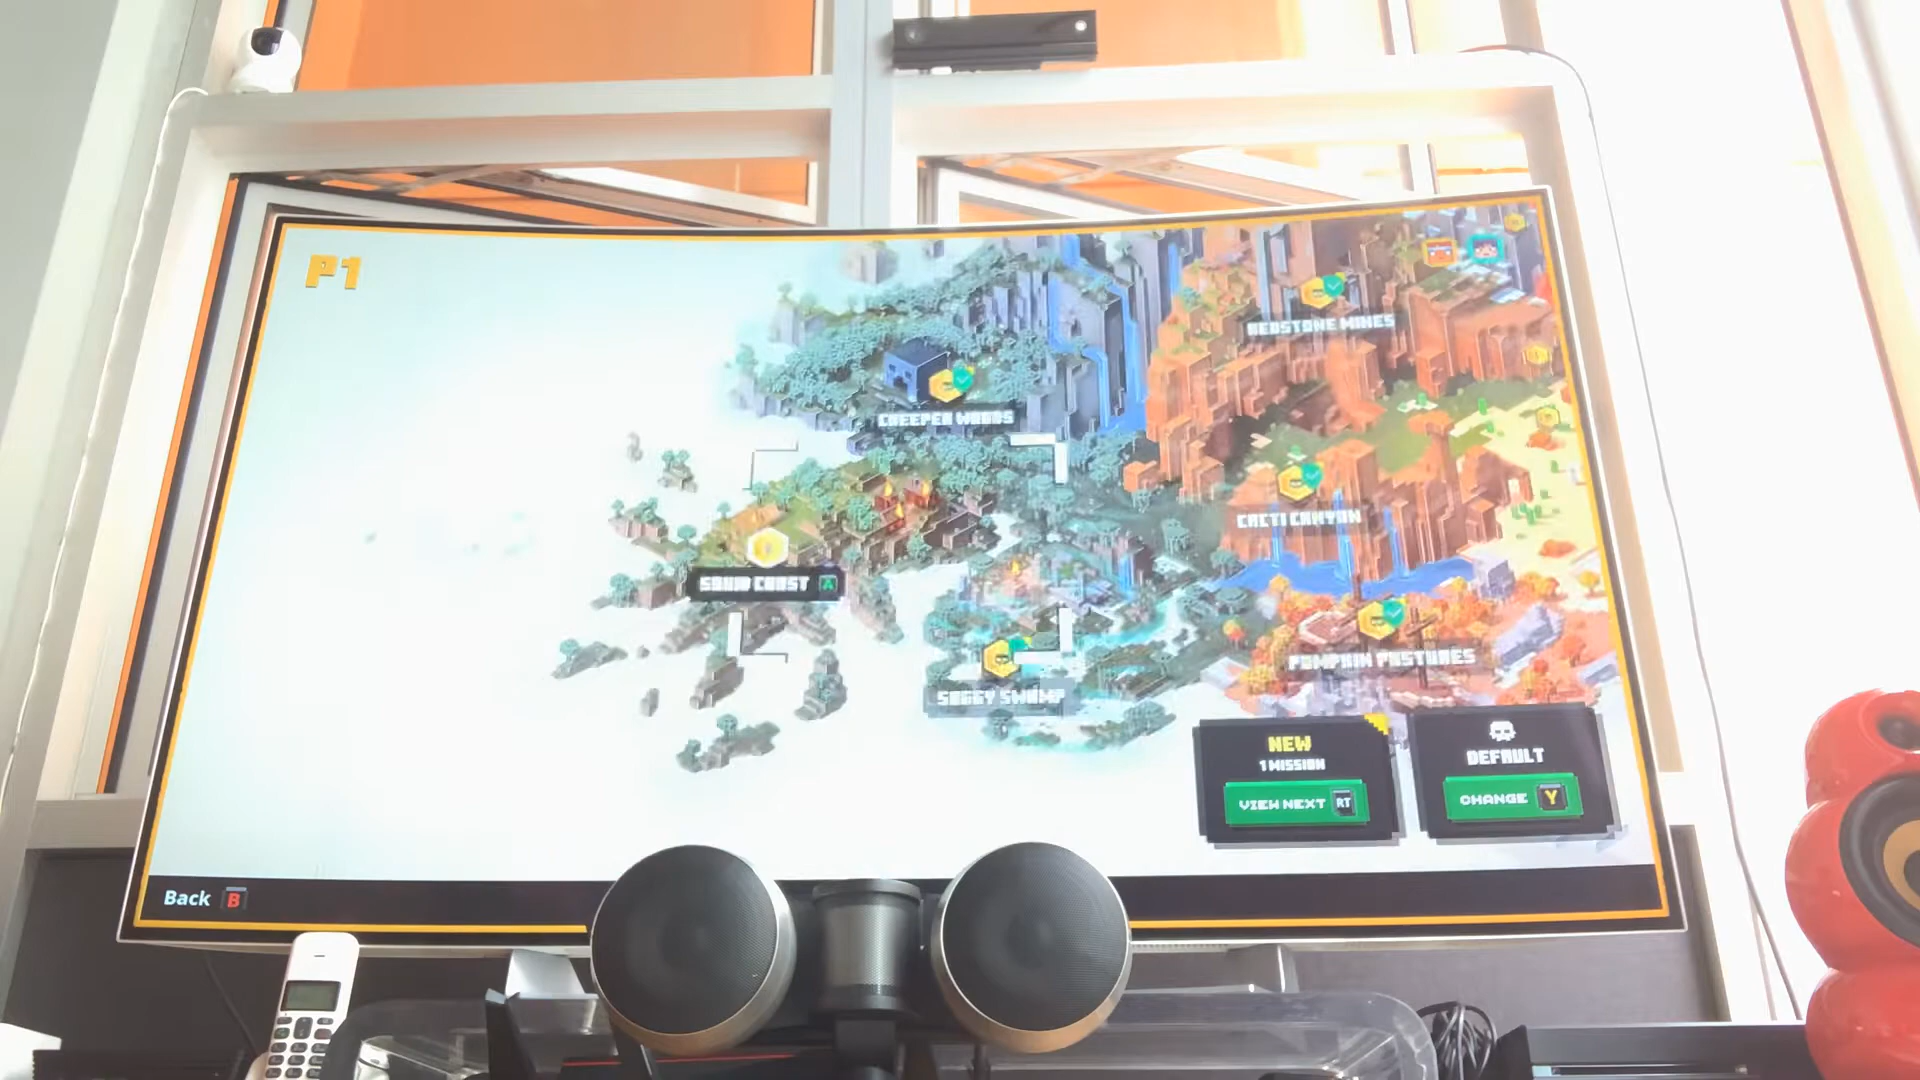 P1
REDSTONE MINES
CREEPER WOODS
CACTI CANYON
SQUID COAST A
PUMPKIN PASTURES
SOGGY SWAMP
NEW
1 MISSION
VIEW NEXT RT
DEFAULT
CHANGE Y
Back B